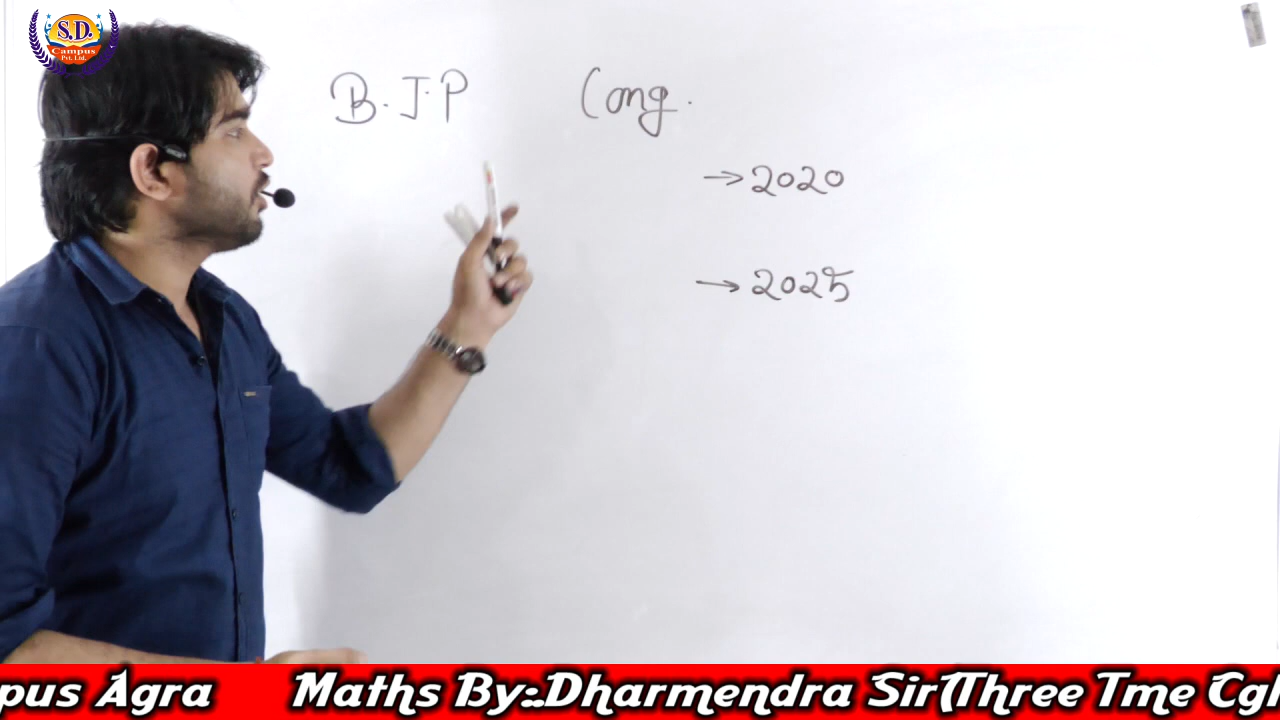 S.D.
Campus
Pvt. Ltd.
B.J.P Cong.
→2020
→2025
pus Agra Maths By:-Dharmendra Sir(Three Tme Cgl